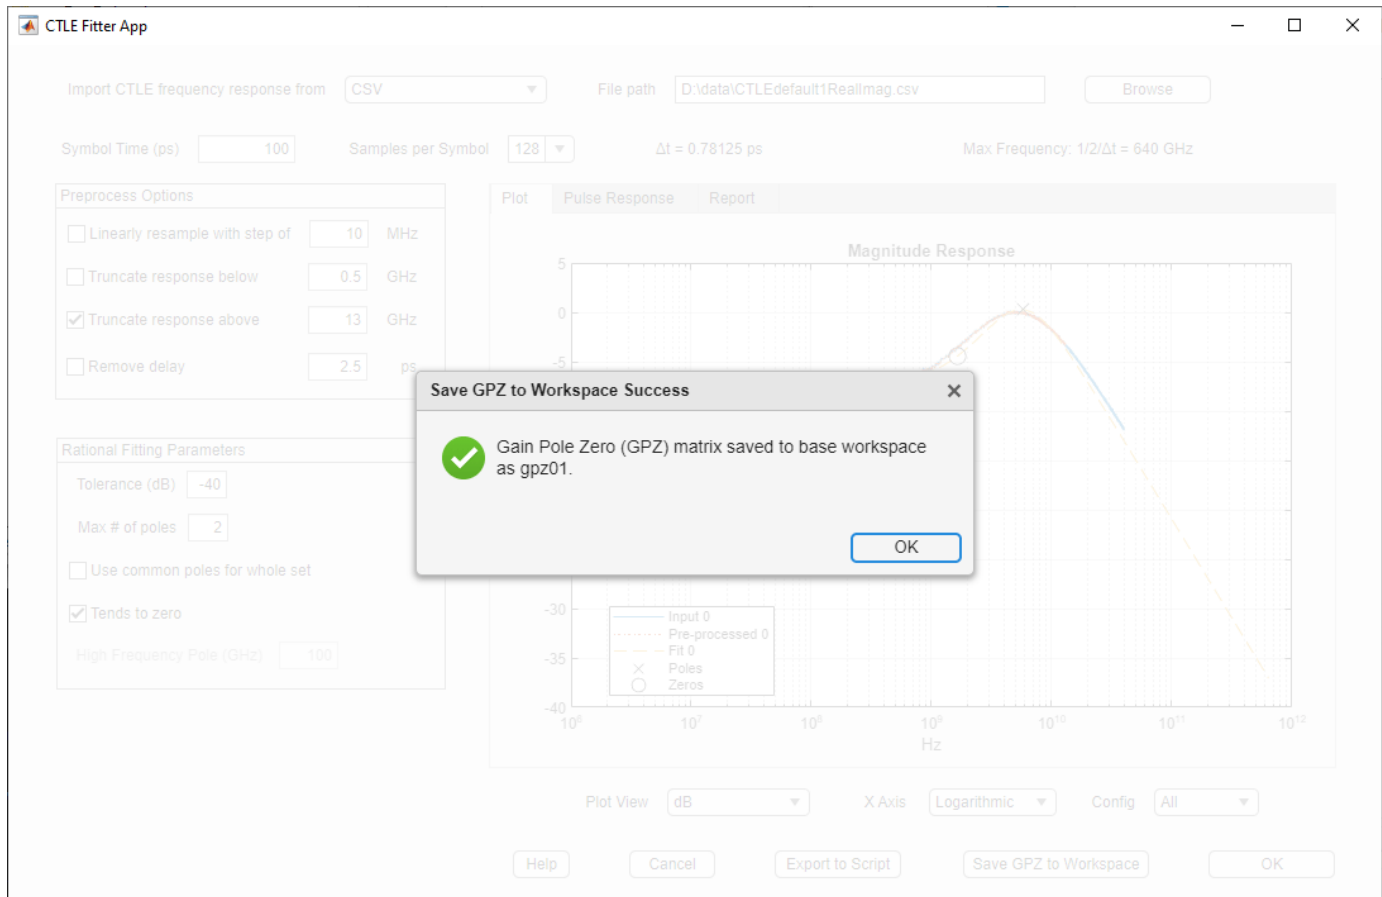 CTLE Fitter App
Import CTLE frequency response from CSV File path D:\data\CTLEdefault1RealImag.csv Browse
Symbol Time (ps) 100 Samples per Symbol 128 Δt = 0.78125 ps Max Frequency: 1/2/Δt = 640 GHz
Preprocess Options
Linearly resample with step of 10 MHz
Truncate response below 0.5 GHz
Truncate response above 13 GHz
Remove delay 2.5 ps
Rational Fitting Parameters
Tolerance (dB) -40
Max # of poles 2
Use common poles for whole set
Tends to zero
High Frequency Pole (GHz) 100
Plot Pulse Response Report
Magnitude Response
5
0
-5
-30
-35
-40
Input 0
Pre-processed 0
Fit 0
Poles
Zeros
10⁶ 10⁷ 10⁸ 10⁹ 10¹⁰ 10¹¹ 10¹²
Hz
Save GPZ to Workspace Success
Gain Pole Zero (GPZ) matrix saved to base workspace
as gpz01.
OK
Plot View dB X Axis Logarithmic Config All
Help Cancel Export to Script Save GPZ to Workspace OK